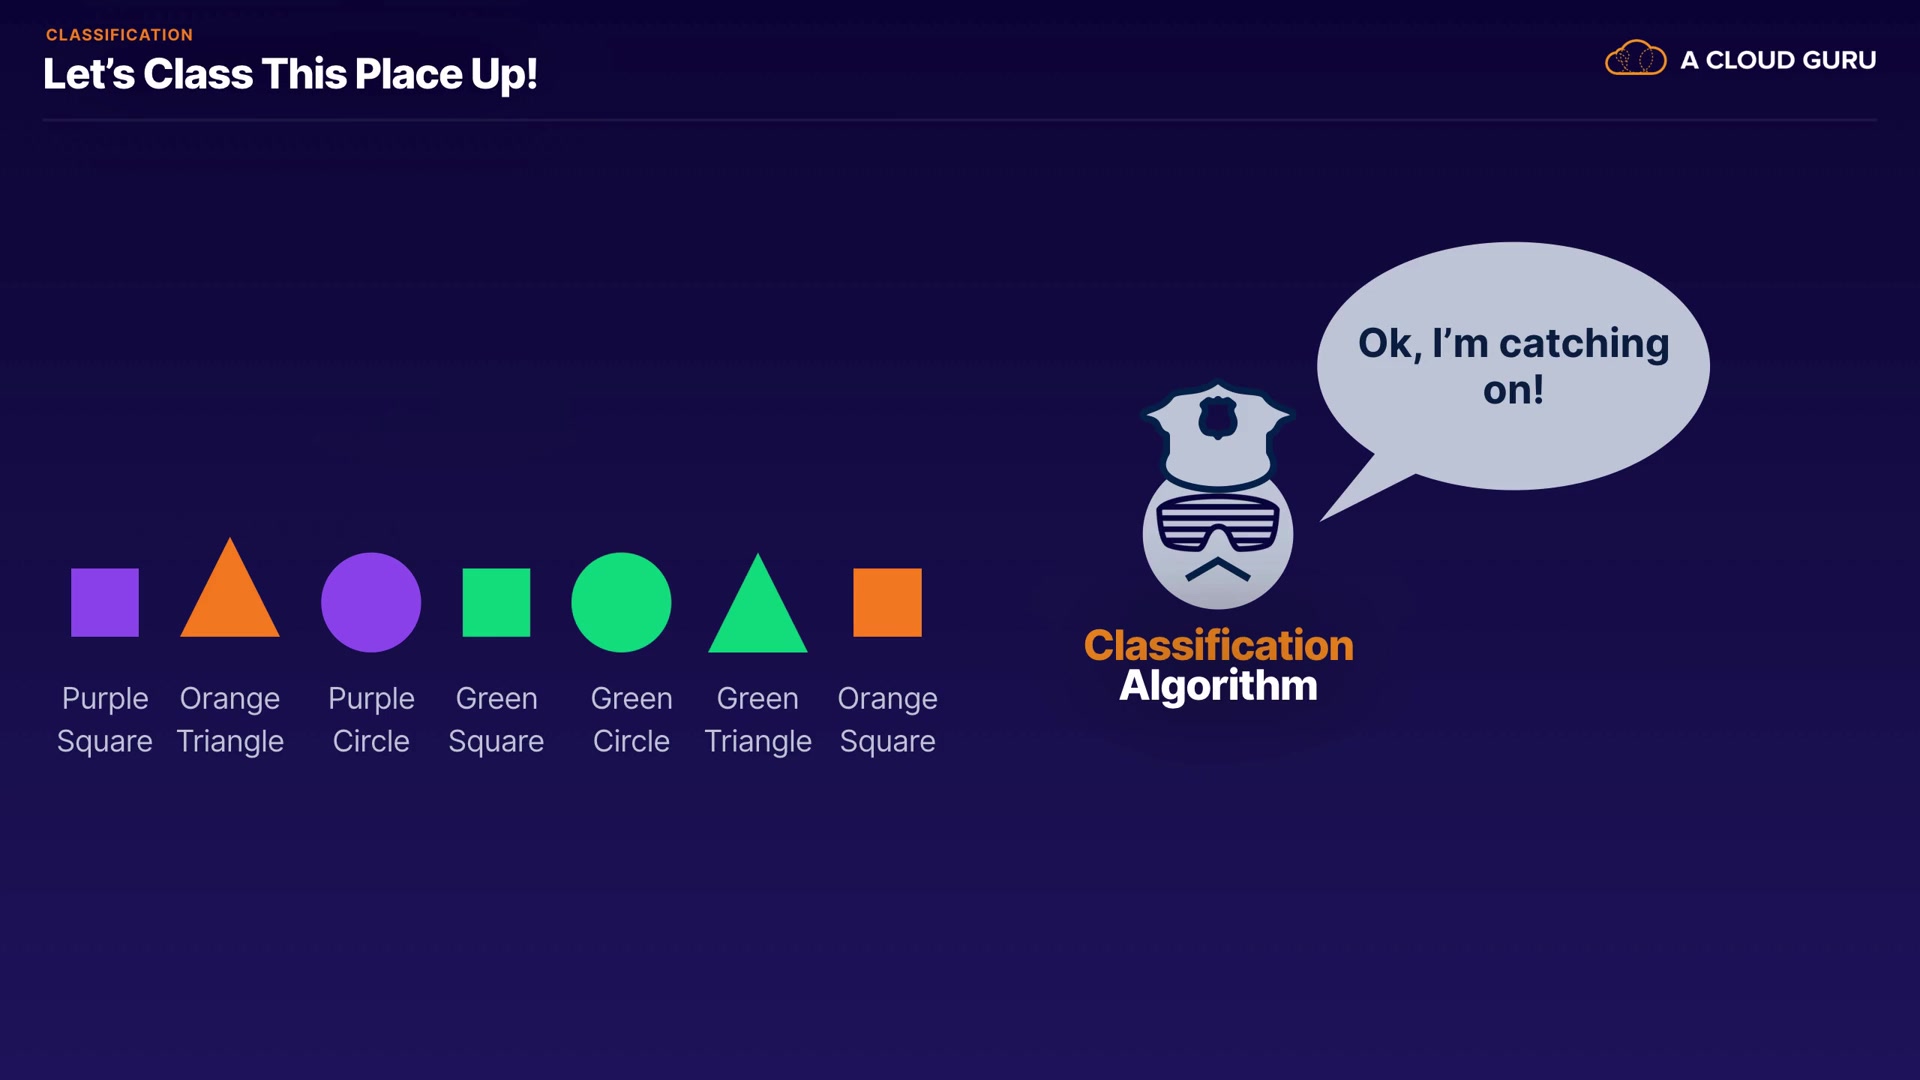 CLASSIFICATION
Let’s Class This Place Up!
A CLOUD GURU
Ok, I’m catching
on!
Purple
Square
Orange
Triangle
Purple
Circle
Green
Square
Green
Circle
Green
Triangle
Orange
Square
Classification
Algorithm